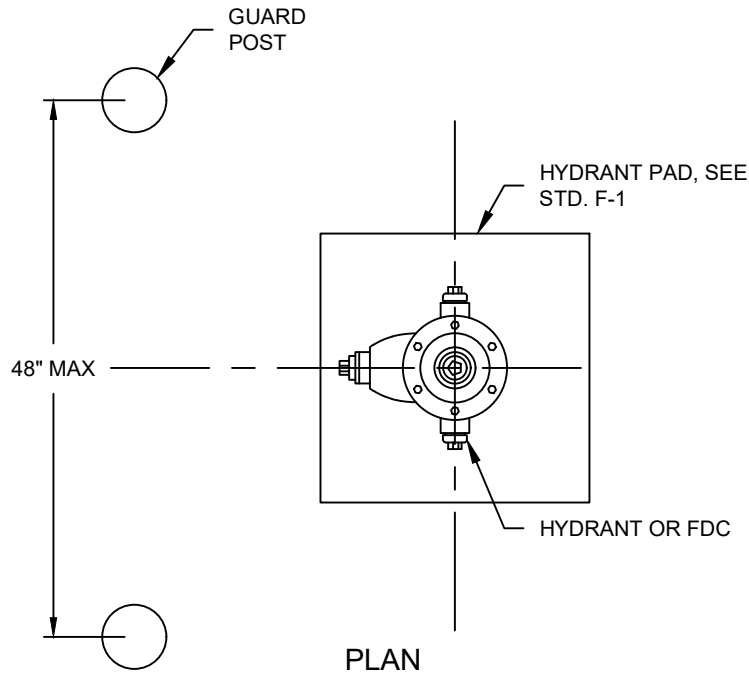 GUARD
POST
HYDRANT PAD, SEE
STD. F-1
48" MAX
HYDRANT OR FDC
PLAN